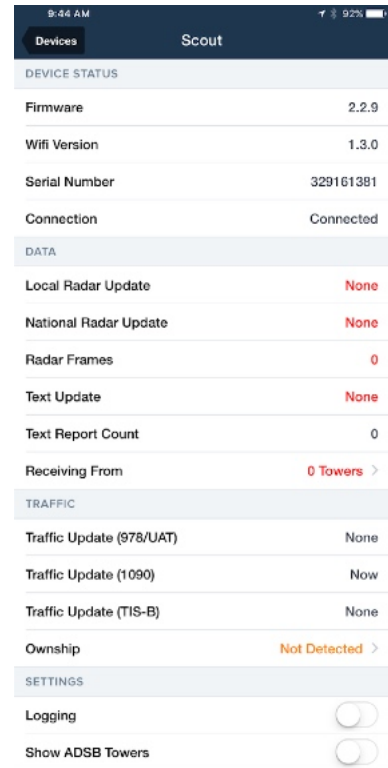 9:44 AM 92%
Devices Scout
DEVICE STATUS
Firmware 2.2.9
Wifi Version 1.3.0
Serial Number 329161381
Connection Connected
DATA
Local Radar Update None
National Radar Update None
Radar Frames 0
Text Update None
Text Report Count 0
Receiving From 0 Towers
TRAFFIC
Traffic Update (978/UAT) None
Traffic Update (1090) Now
Traffic Update (TIS-B) None
Ownship Not Detected
SETTINGS
Logging
Show ADSB Towers